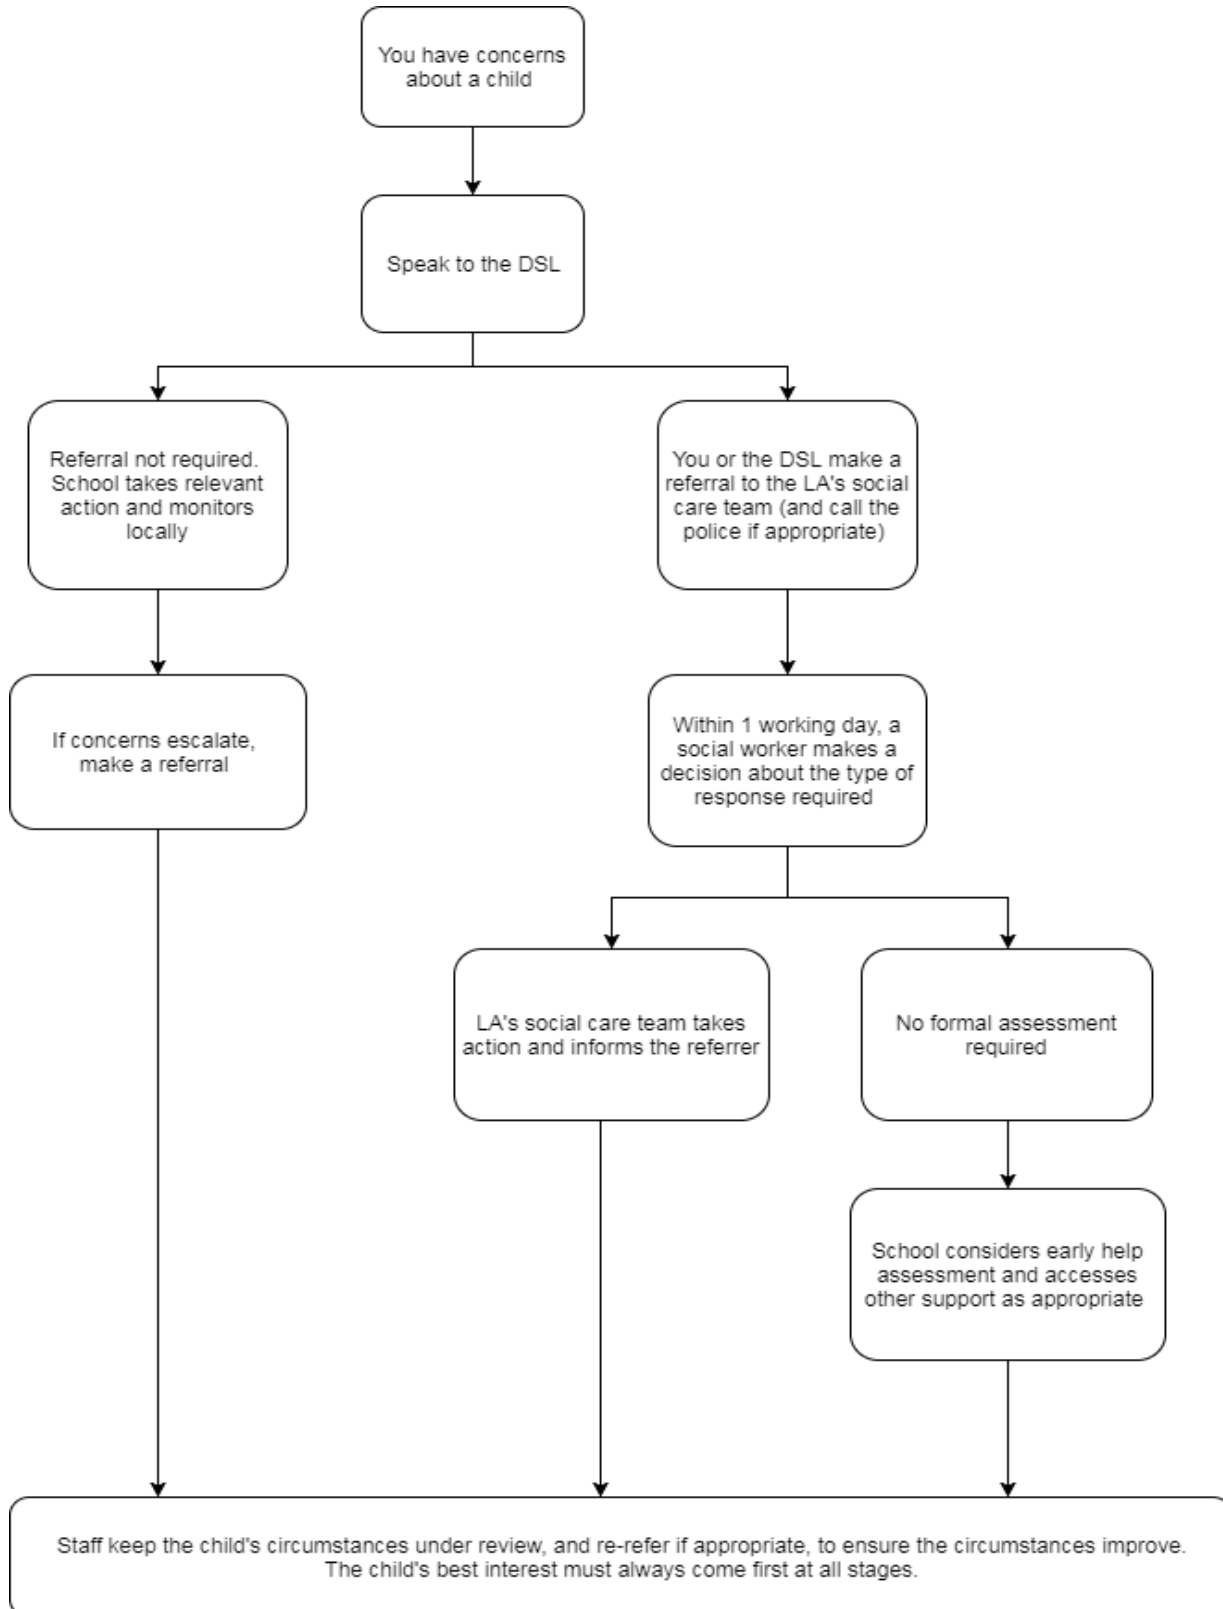 You have concerns
about a child
Speak to the DSL
Referral not required.
School takes relevant
action and monitors
locally
You or the DSL make a
referral to the LA's social
care team (and call the
police if appropriate)
If concerns escalate,
make a referral
Within 1 working day, a
social worker makes a
decision about the type of
response required
LA's social care team takes
action and informs the referrer
No formal assessment
required
School considers early help
assessment and accesses
other support as appropriate
Staff keep the child's circumstances under review, and re-refer if appropriate, to ensure the circumstances improve.
The child's best interest must always come first at all stages.